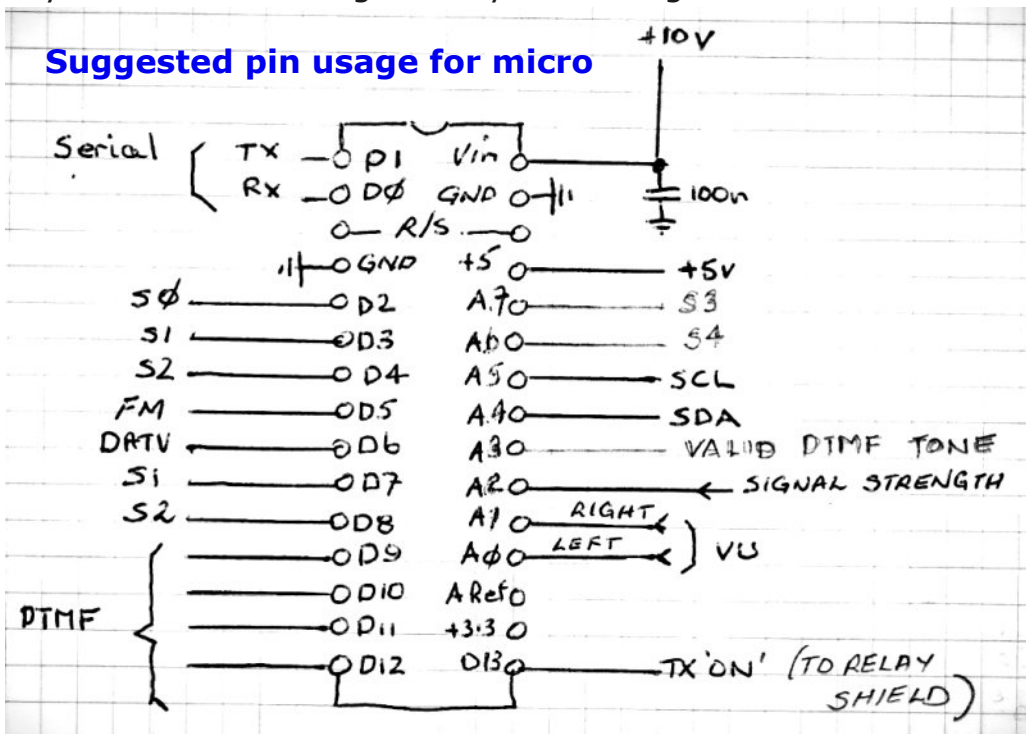 +10V
Suggested pin usage for micro
Serial TX D1 Vin
RX DØ GND 100n
R/S
GND +5 +5V
SØ D2 A.7 S3
S1 D3 A6 S4
S2 D4 A5 SCL
FM D5 A.4 SDA
DATV D6 A3 VALID DTMF TONE
Si D7 A2 SIGNAL STRENGTH
S2 D8 A1 RIGHT
D9 AØ LEFT VU
D10 ARef
DTMF D11 +3.3
D12 D13 TX 'ON' (TO RELAY
SHIELD)